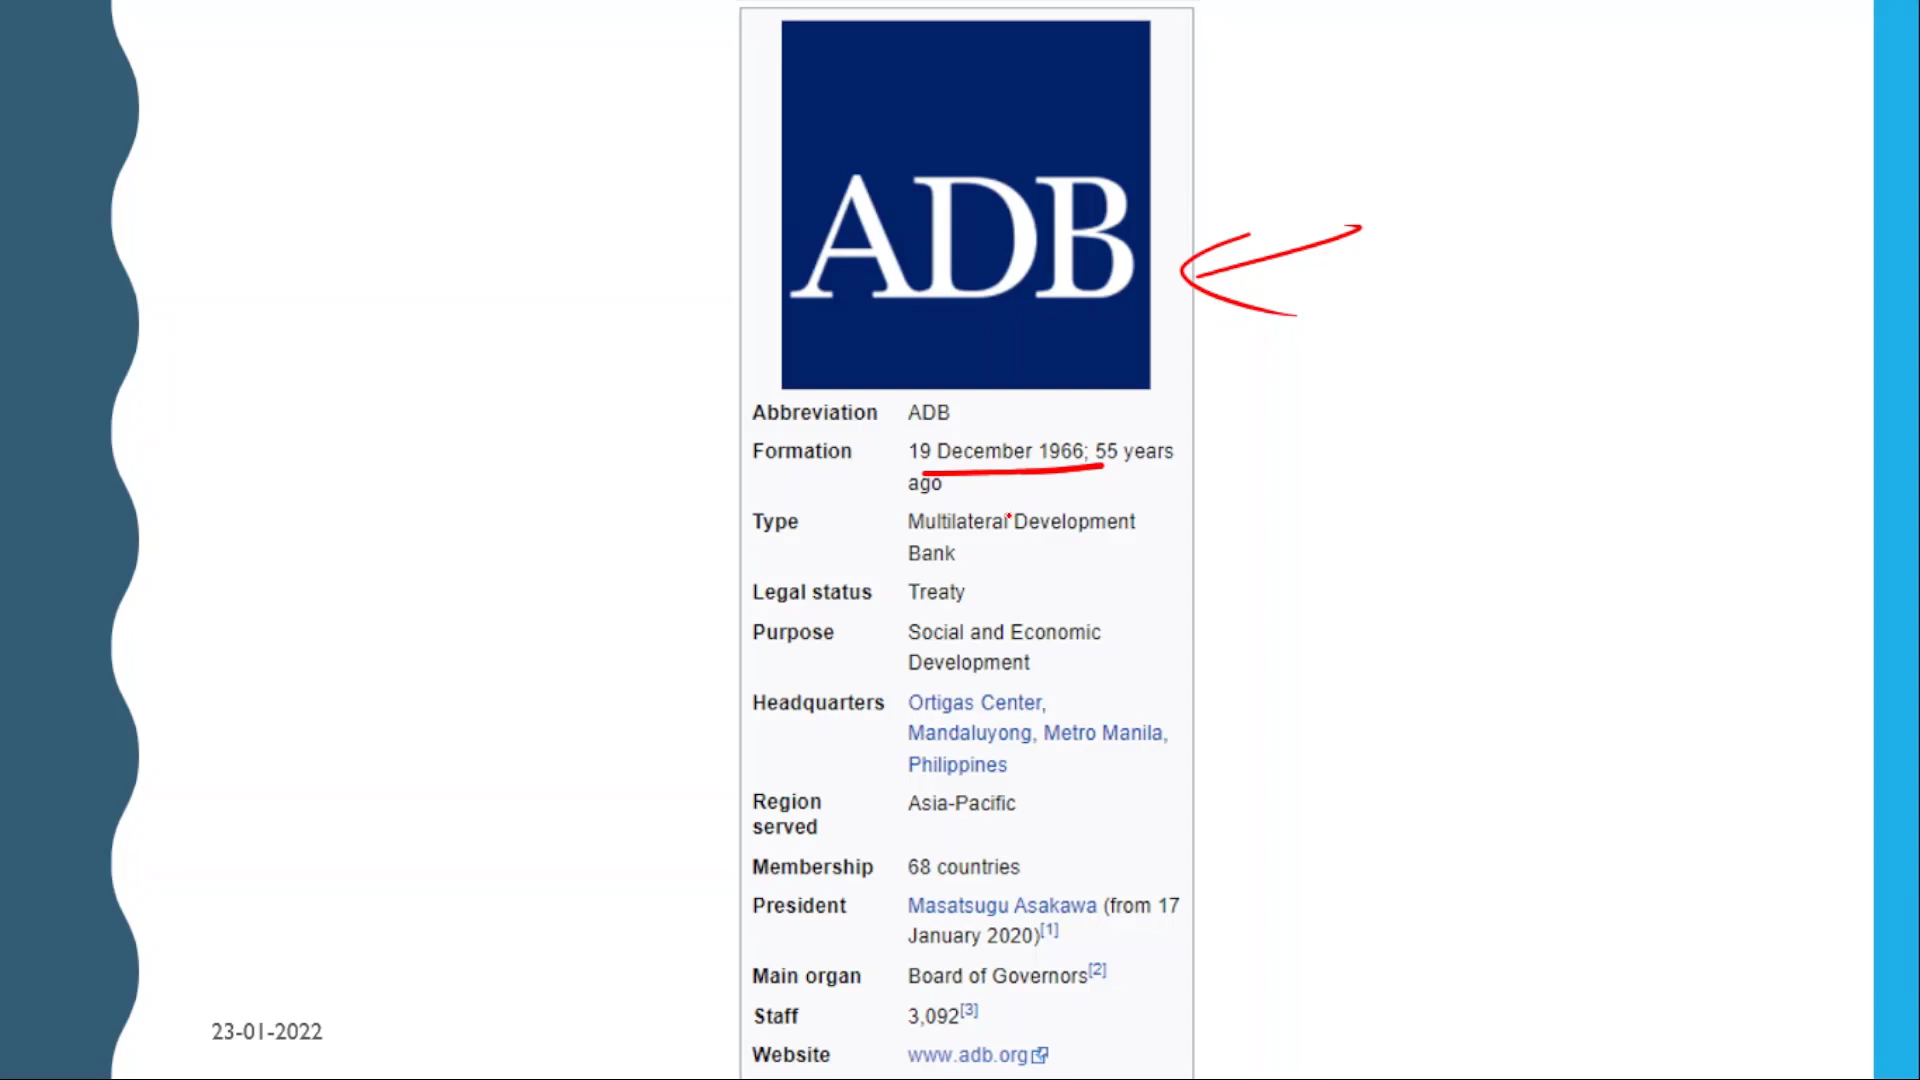 ADB
Abbreviation ADB
Formation 19 December 1966; 55 years
ago
Type Multilateral Development
Bank
Legal status Treaty
Purpose Social and Economic
Development
Headquarters Ortigas Center,
Mandaluyong, Metro Manila,
Philippines
Region served Asia-Pacific
Membership 68 countries
President Masatsugu Asakawa (from 17
January 2020)[1]
Main organ Board of Governors[2]
Staff 3,092[3]
Website www.adb.org
23-01-2022